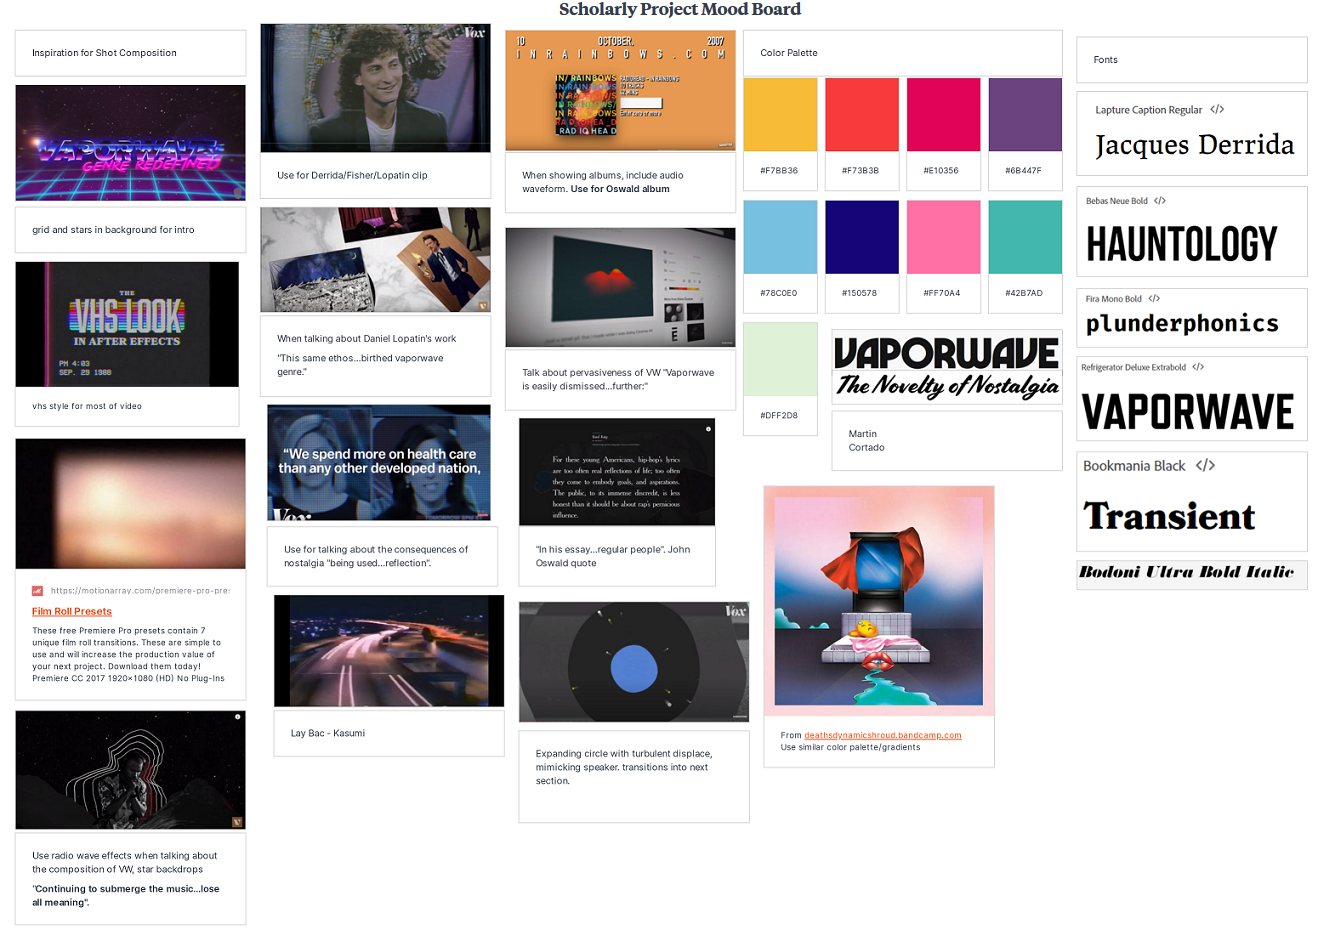 Scholarly Project Mood Board
Inspiration for Shot Composition
VAPORWAVE
GENRE REDEFINED
grid and stars in background for intro
THE
VHS LOOK
IN AFTER EFFECTS
PM 4:03
SEP. 29 1988
vhs style for most of video
https://motionarray.com/premiere-pro-pre
Film Roll Presets
These free Premiere Pro presets contain 7
unique film roll transitions. These are simple to
use and will increase the production value of
your next project. Download them today!
Premiere CC 2017 1920×1080 (HD) No Plug-Ins
Use radio wave effects when talking about
the composition of VW, star backdrops
"Continuing to submerge the music...lose
all meaning".
Vox
Use for Derrida/Fisher/Lopatin clip
When talking about Daniel Lopatin's work
"This same ethos...birthed vaporwave
genre."
"We spend more on health care
than any other developed nation,
Vox
Use for talking about the consequences of
nostalgia "being used...reflection".
Lay Bac - Kasumi
10 OCTOBER. 2007
INRAINBOWS.COM
IN/ RAINBOWS
IN RAINBOW/S
IN RAINBOWS/
RAD IO HEA D
RADIOHEAD - IN RAINBOWS
When showing albums, include audio
waveform. Use for Oswald album
Talk about pervasiveness of VW "Vaporwave
is easily dismissed...further:"
For these young Americans, hip-hop's lyrics
are too often real reflections of life; too often
they come to embody goals, and aspirations.
The public, to its immense discredit, is less
honest than it should be about rap's pernicious
influence.
"In his essay...regular people". John
Oswald quote
Vox
Expanding circle with turbulent displace,
mimicking speaker. transitions into next
section.
Color Palette
#F7BB36
#F73B3B
#E10356
#6B447F
#78C0E0
#150578
#FF70A4
#42B7AD
#DFF2D8
VAPORWAVE
The Novelty of Nostalgia
Martin
Cortado
From deathsdynamicshroud.bandcamp.com
Use similar color palette/gradients
Fonts
Lapture Caption Regular </>
Jacques Derrida
Bebas Neue Bold </>
HAUNTOLOGY
Fira Mono Bold </>
plunderphonics
Refrigerator Deluxe Extrabold </>
VAPORWAVE
Bookmania Black </>
Transient
Bodoni Ultra Bold Italic